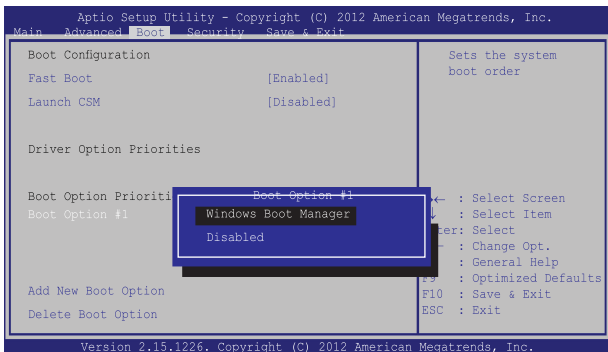 Aptio Setup Utility - Copyright (C) 2012 American Megatrends, Inc.
Main Advanced Boot Security Save & Exit
Boot Configuration
Fast Boot [Enabled]
Launch CSM [Disabled]
Driver Option Priorities
Boot Option Prioriti
Boot Option #1
Boot Option #1
Windows Boot Manager
Disabled
Add New Boot Option
Delete Boot Option
Sets the system
boot order
→← : Select Screen
↓ : Select Item
ter: Select
: Change Opt.
: General Help
F9 : Optimized Defaults
F10 : Save & Exit
ESC : Exit
Version 2.15.1226. Copyright (C) 2012 American Megatrends, Inc.